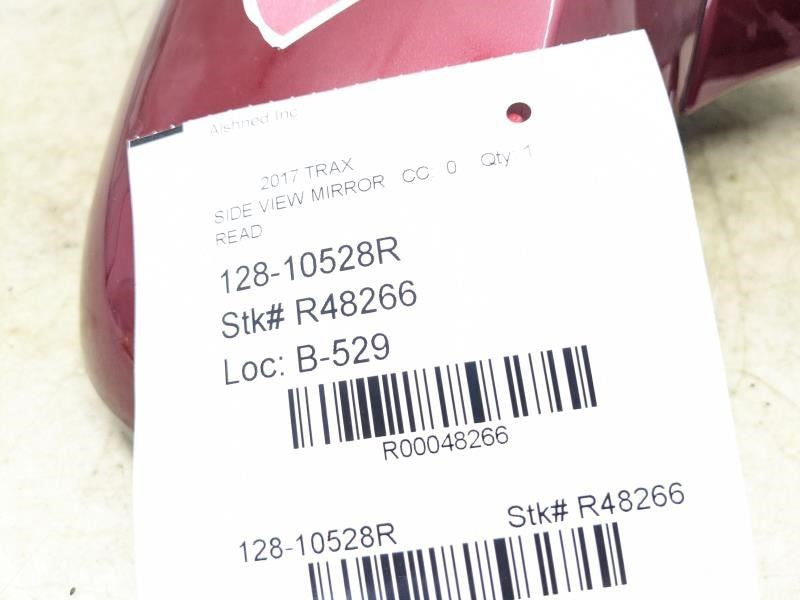 Aishned Inc
2017 TRAX
SIDE VIEW MIRROR CC: 0 Qty: 1
READ
128-10528R
Stk# R48266
Loc: B-529
R00048266
128-10528R Stk# R48266